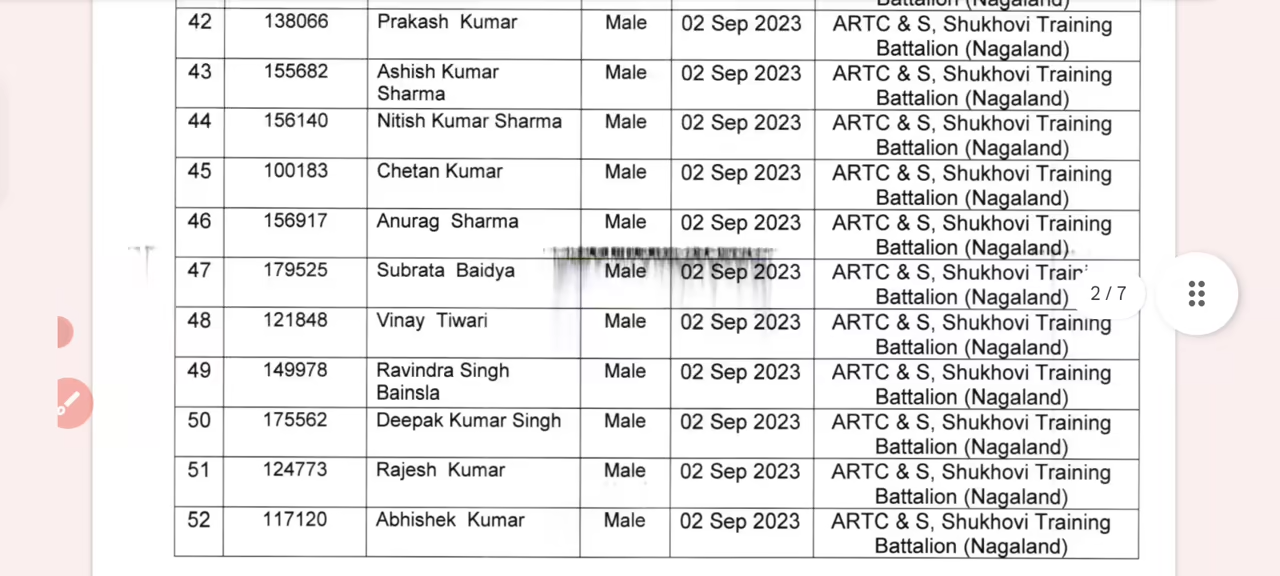 Battalion (Nagaland)
42 138066 Prakash Kumar Male 02 Sep 2023 ARTC & S, Shukhovi Training
Battalion (Nagaland)
43 155682 Ashish Kumar Male 02 Sep 2023 ARTC & S, Shukhovi Training
Sharma Battalion (Nagaland)
44 156140 Nitish Kumar Sharma Male 02 Sep 2023 ARTC & S, Shukhovi Training
Battalion (Nagaland)
45 100183 Chetan Kumar Male 02 Sep 2023 ARTC & S, Shukhovi Training
Battalion (Nagaland)
46 156917 Anurag Sharma Male 02 Sep 2023 ARTC & S, Shukhovi Training
Battalion (Nagaland)
47 179525 Subrata Baidya Male 02 Sep 2023 ARTC & S, Shukhovi
Battalion (Nagaland) 2 / 7
48 121848 Vinay Tiwari Male 02 Sep 2023 ARTC & S, Shukhovi Training
Battalion (Nagaland)
49 149978 Ravindra Singh Male 02 Sep 2023 ARTC & S, Shukhovi Training
Bainsla Battalion (Nagaland)
50 175562 Deepak Kumar Singh Male 02 Sep 2023 ARTC & S, Shukhovi Training
Battalion (Nagaland)
51 124773 Rajesh Kumar Male 02 Sep 2023 ARTC & S, Shukhovi Training
Battalion (Nagaland)
52 117120 Abhishek Kumar Male 02 Sep 2023 ARTC & S, Shukhovi Training
Battalion (Nagaland)